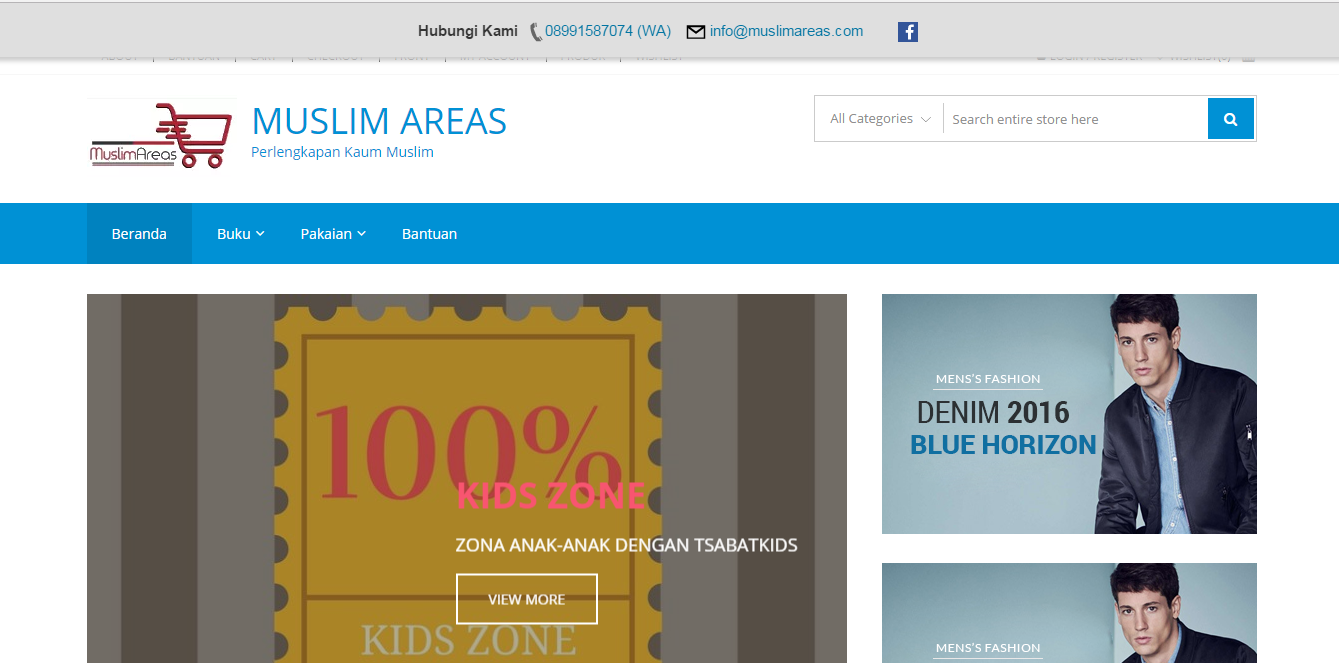 Hubungi Kami 08991587074 (WA) info@muslimareas.com
MuslimAreas
MUSLIM AREAS
Perlengkapan Kaum Muslim
All Categories Search entire store here
Beranda Buku Pakaian Bantuan
100%
KIDS ZONE
ZONA ANAK-ANAK DENGAN TSABATKIDS
VIEW MORE
KIDS ZONE
MENS'S FASHION
DENIM 2016
BLUE HORIZON
MENS'S FASHION